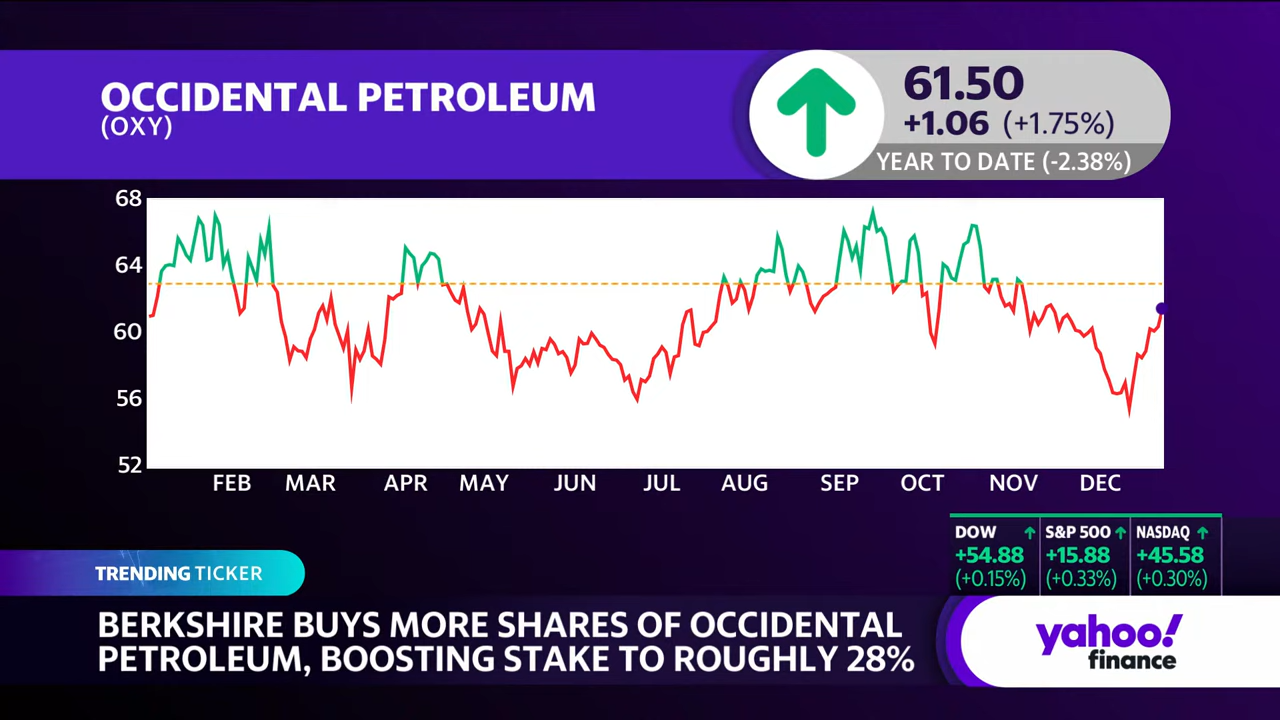 OCCIDENTAL PETROLEUM
(OXY)
61.50
+1.06 (+1.75%)
YEAR TO DATE (-2.38%)
68
64
60
56
52
FEB MAR APR MAY JUN JUL AUG SEP OCT NOV DEC
DOW
+54.88
(+0.15%)
S&P 500
+15.88
(+0.33%)
NASDAQ
+45.58
(+0.30%)
TRENDING TICKER
BERKSHIRE BUYS MORE SHARES OF OCCIDENTAL
PETROLEUM, BOOSTING STAKE TO ROUGHLY 28%
yahoo!
finance